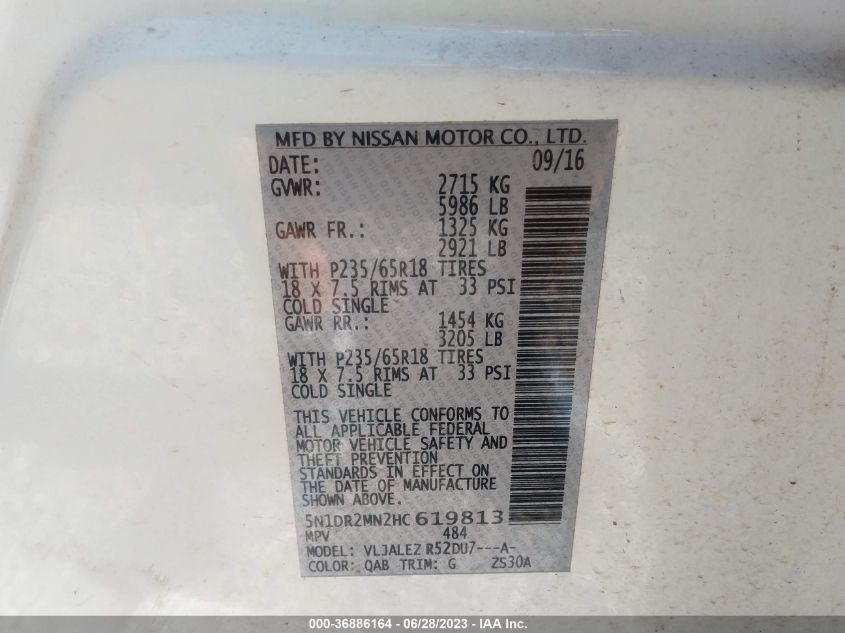 MFD BY NISSAN MOTOR CO., LTD.
DATE: 09/16
GVWR: 2715 KG
5986 LB
GAWR FR.: 1325 KG
2921 LB
WITH P235/65R18 TIRES
18 X 7.5 RIMS AT 33 PSI
COLD SINGLE
GAWR RR.: 1454 KG
3205 LB
WITH P235/65R18 TIRES
18 X 7.5 RIMS AT 33 PSI
COLD SINGLE
THIS VEHICLE CONFORMS TO
ALL APPLICABLE FEDERAL
MOTOR VEHICLE SAFETY AND
THEFT PREVENTION
STANDARDS IN EFFECT ON
THE DATE OF MANUFACTURE
SHOWN ABOVE.
5N1DR2MN2HC 619813
MPV 484
MODEL: VLJALEZ R52DU7---A-
COLOR: QAB TRIM: G ZS30A
000-36886164 - 06/28/2023 - IAAI Inc.